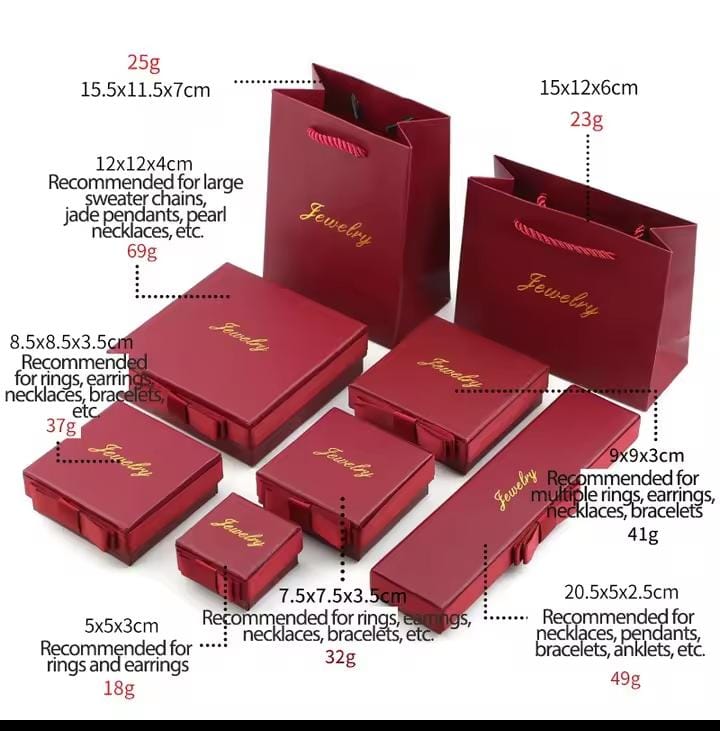 25g
15.5x11.5x7cm
15x12x6cm
23g
12x12x4cm
Recommended for large
sweater chains,
jade pendants, pearl
necklaces, etc.
69g
Jewelry
Jewelry
Jewelry
8.5x8.5x3.5cm
Recommended
for rings, earring,
necklaces, bracelets,
etc.
37g
Jewelry
Jewelry
Jewelry
Jewelry
Jewelry
9x9x3cm
Recommended for
multiple rings, earrings,
necklaces, bracelets
41g
7.5x7.5x3.5cm
Recommended for rings, earrings,
necklaces, bracelets, etc.
32g
5x5x3cm
Recommended for
rings and earrings
18g
20.5x5x2.5cm
Recommended for
necklaces, pendants,
bracelets, anklets, etc.
49g